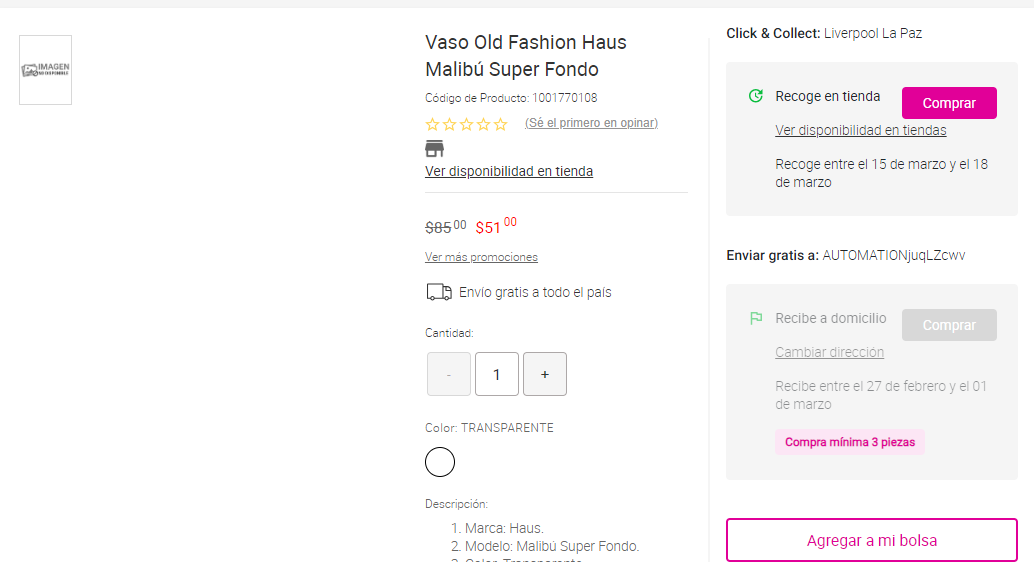 IMAGEN
NO DISPONIBLE
Vaso Old Fashion Haus
Malibú Super Fondo
Código de Producto: 1001770108
(Sé el primero en opinar)
Ver disponibilidad en tienda
$85 00 $51 00
Ver más promociones
Envío gratis a todo el país
Cantidad:
- 1 +
Color: TRANSPARENTE
Descripción:
1. Marca: Haus.
2. Modelo: Malibú Super Fondo.
3. Color: Transparente.
Click & Collect: Liverpool La Paz
Recoge en tienda
Comprar
Ver disponibilidad en tiendas
Recoge entre el 15 de marzo y el 18
de marzo
Enviar gratis a: AUTOMATIONjuqLZcwv
Recibe a domicilio
Comprar
Cambiar dirección
Recibe entre el 27 de febrero y el 01
de marzo
Compra mínima 3 piezas
Agregar a mi bolsa